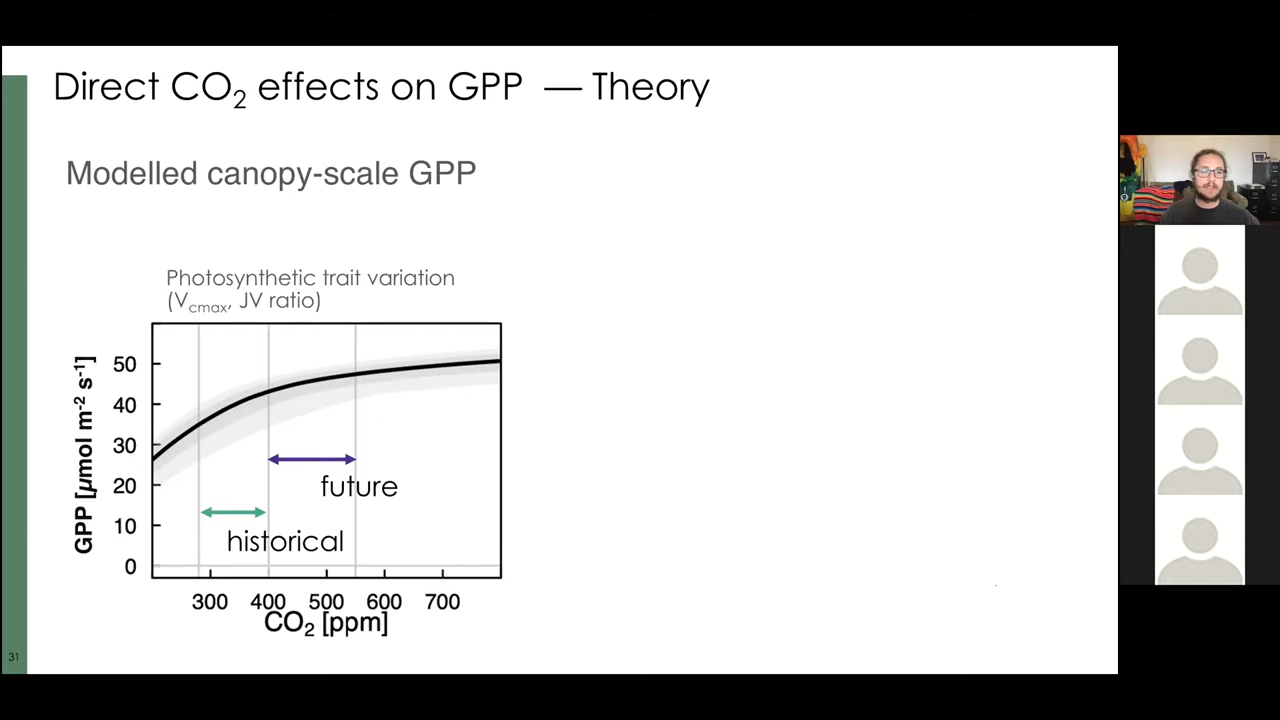 Direct CO₂ effects on GPP — Theory
Modelled canopy-scale GPP
Photosynthetic trait variation
(Vcmax, JV ratio)
GPP [µmol m⁻² s⁻¹]
50
40
30
20
10
0
future
historical
300 400 500 600 700
CO₂ [ppm]
31